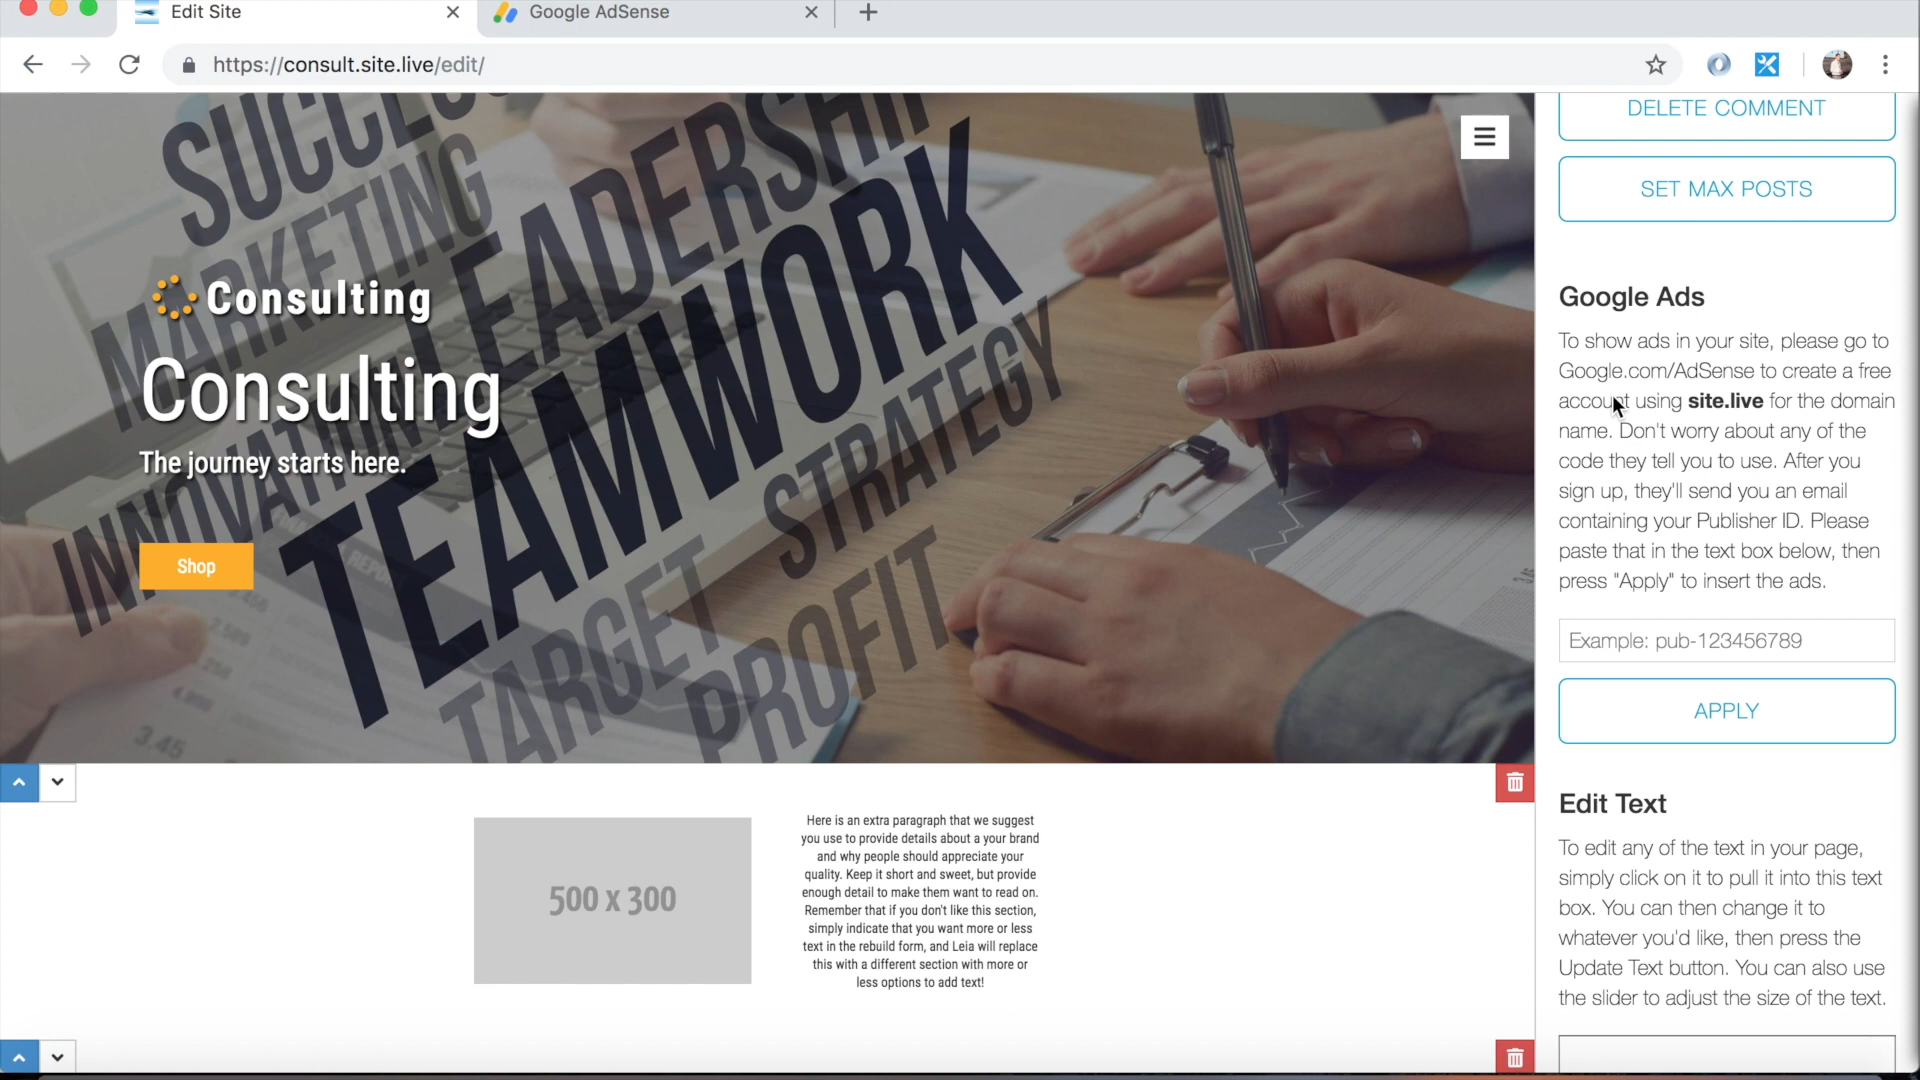 Edit Site
Google AdSense
https://consult.site.live/edit/
DELETE COMMENT
SET MAX POSTS
SUCCES
MARKETING
LEADERSHIP
INNOVATION
TEAMWORK
STRATEGY
TARGET
PROFIT
3.45
Consulting
Consulting
The journey starts here.
Shop
Google Ads
To show ads in your site, please go to
Google.com/AdSense to create a free
account using site.live for the domain
name. Don't worry about any of the
code they tell you to use. After you
sign up, they'll send you an email
containing your Publisher ID. Please
paste that in the text box below, then
press "Apply" to insert the ads.
Example: pub-123456789
APPLY
500 x 300
Here is an extra paragraph that we suggest
you use to provide details about a your brand
and why people should appreciate your
quality. Keep it short and sweet, but provide
enough detail to make them want to read on.
Remember that if you don't like this section,
simply indicate that you want more or less
text in the rebuild form, and Leia will replace
this with a different section with more or
less options to add text!
Edit Text
To edit any of the text in your page,
simply click on it to pull it into this text
box. You can then change it to
whatever you'd like, then press the
Update Text button. You can also use
the slider to adjust the size of the text.